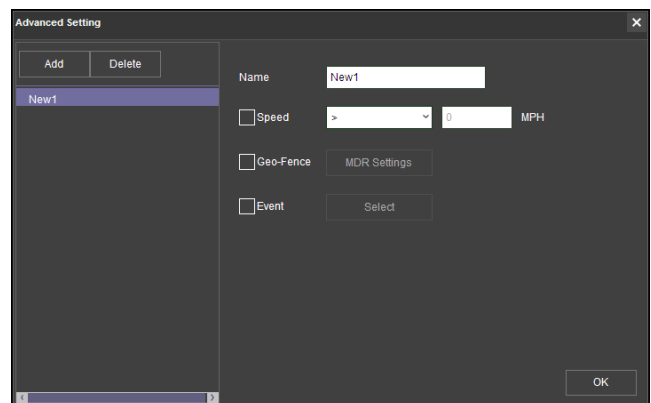 Advanced Setting
Add Delete
New1
Name New1
Speed > 0 MPH
Geo-Fence MDR Settings
Event Select
OK